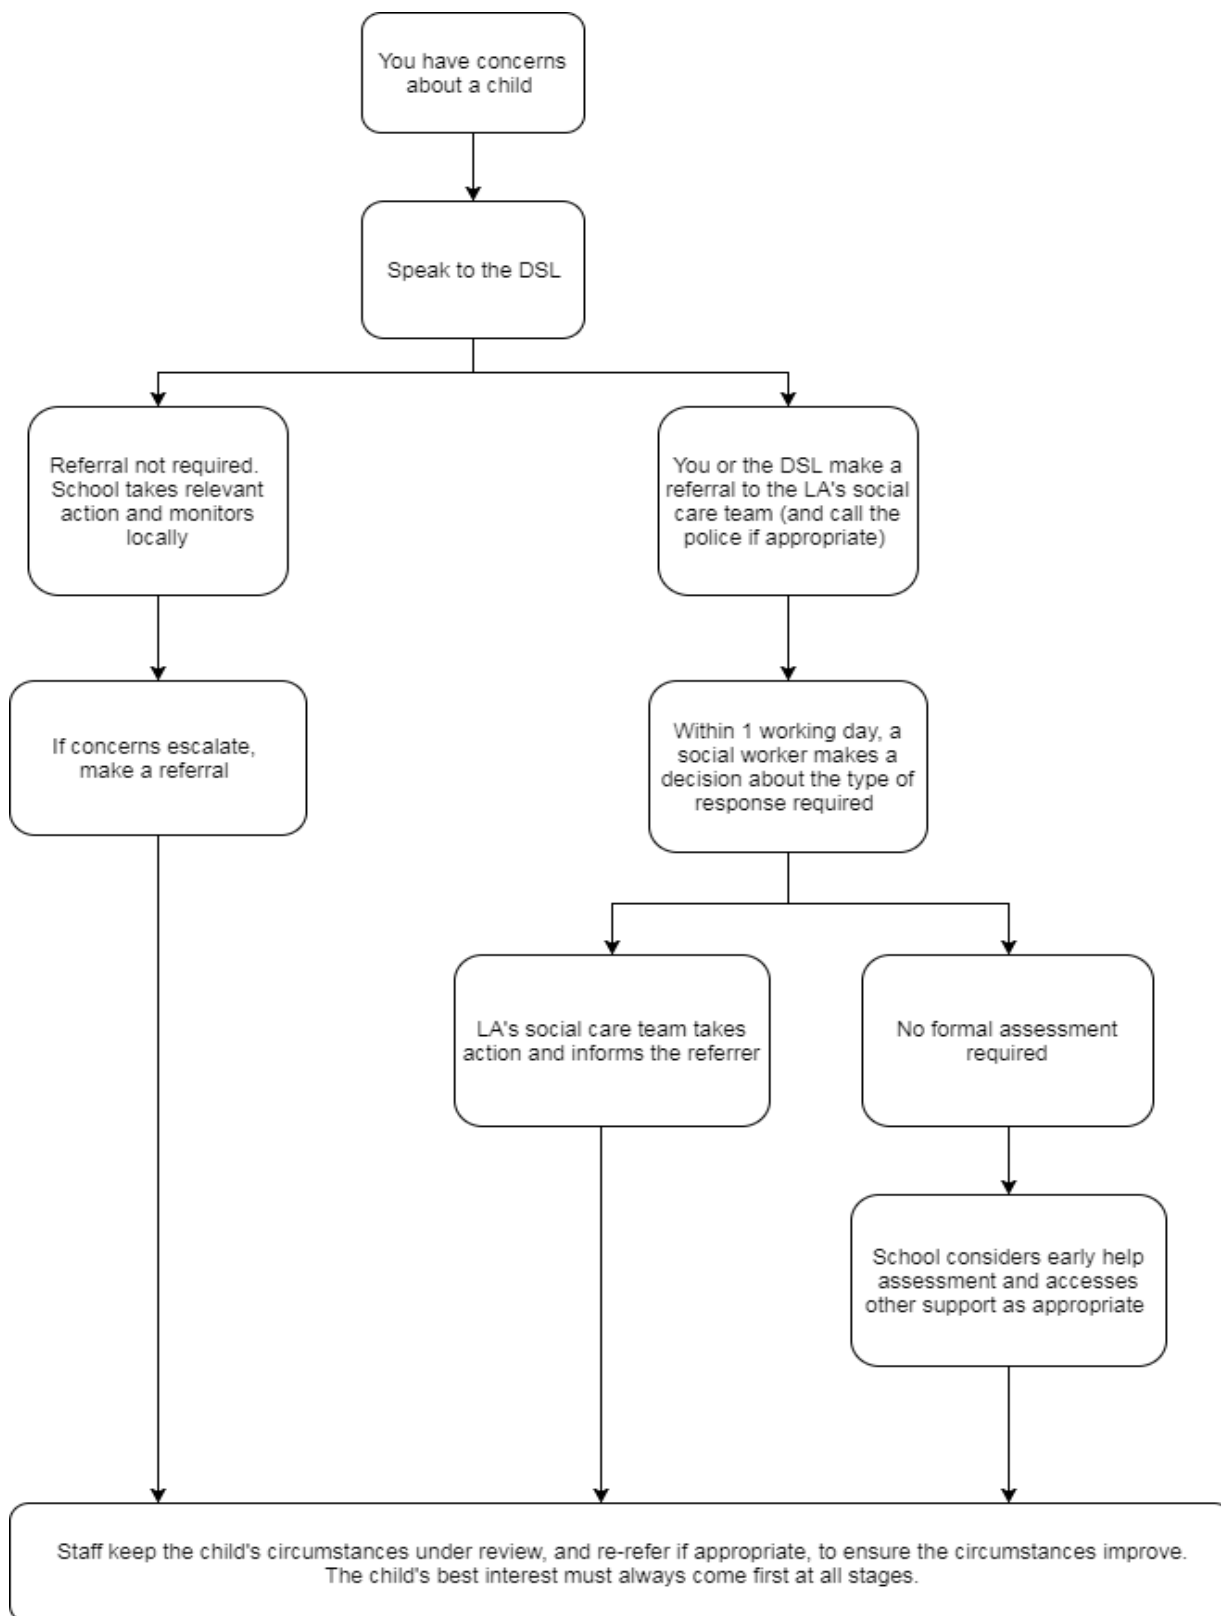 You have concerns
about a child
Speak to the DSL
Referral not required.
School takes relevant
action and monitors
locally
You or the DSL make a
referral to the LA's social
care team (and call the
police if appropriate)
If concerns escalate,
make a referral
Within 1 working day, a
social worker makes a
decision about the type of
response required
LA's social care team takes
action and informs the referrer
No formal assessment
required
School considers early help
assessment and accesses
other support as appropriate
Staff keep the child's circumstances under review, and re-refer if appropriate, to ensure the circumstances improve.
The child's best interest must always come first at all stages.